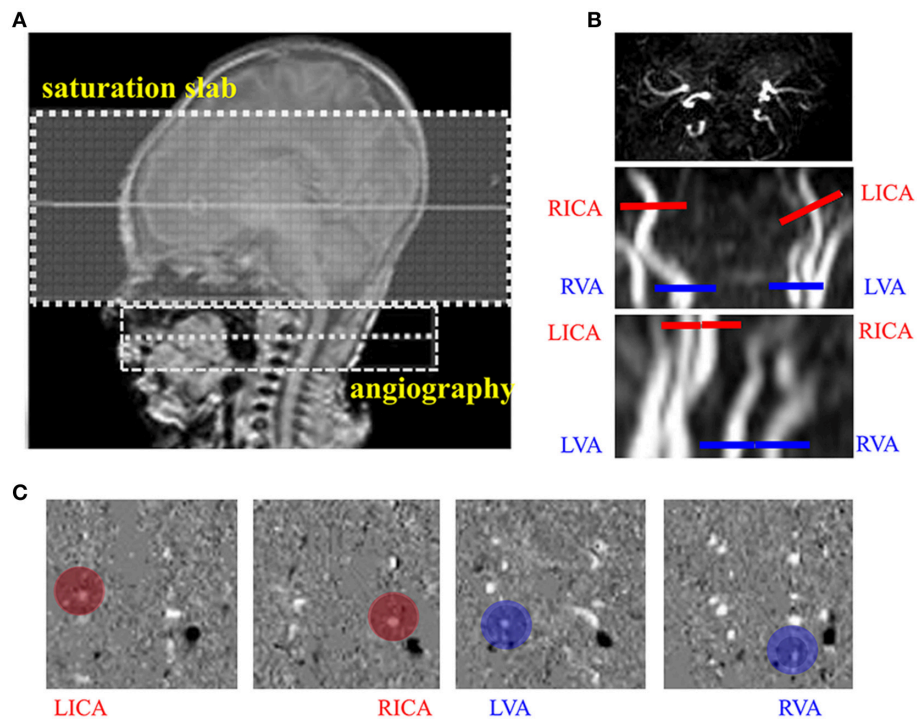 A
saturation slab
angiography
B
RICA
LICA
RVA
LVA
LICA
RICA
LVA
RVA
C
LICA
RICA
LVA
RVA